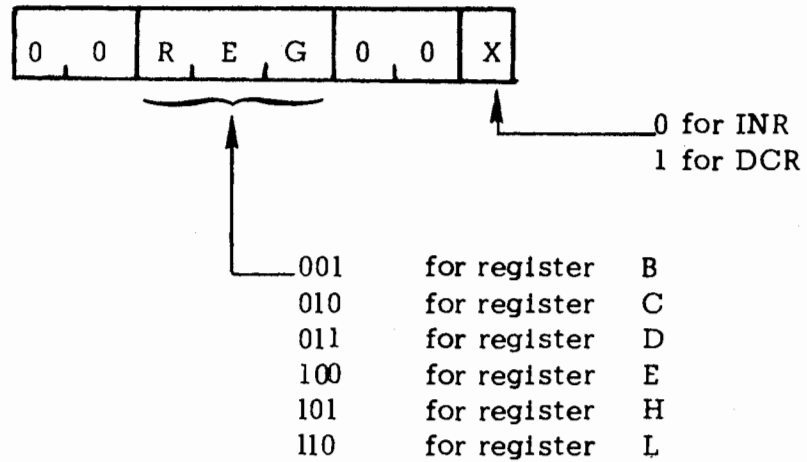 0 0 R E G 0 0 X
0 for INR
1 for DCR
001 for register B
010 for register C
011 for register D
100 for register E
101 for register H
110 for register L